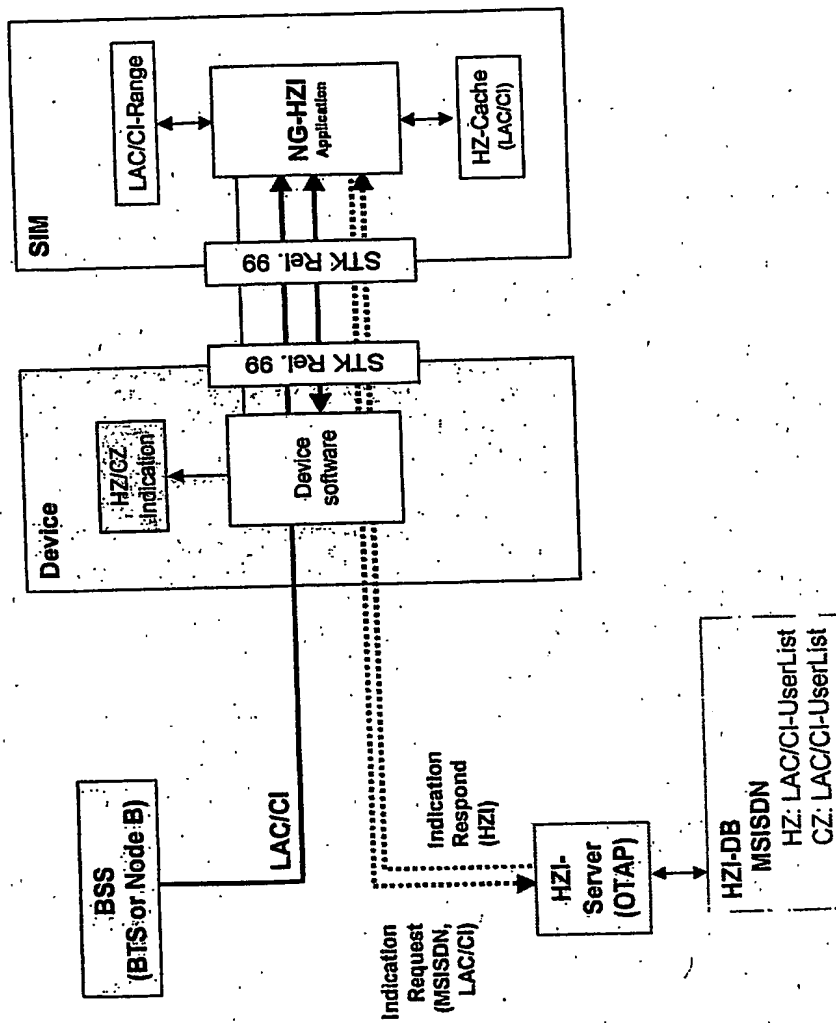 BSS
(BTS or Node B)
LAC/CI
Indication
Request
(MSISDN,
LAC/CI)
Indication
Respond
(HZI)
HZI-
Server
(OTAP)
HZI-DB
MSISDN
HZ: LAC/CI-UserList
CZ: LAC/CI-UserList
Device
HZ/CZ
indication
Device
software
STK Rel. 99
STK Rel. 99
SIM
LAC/CI-Range
NG-HZI
Application
HZ-Cache
(LAC/CI)